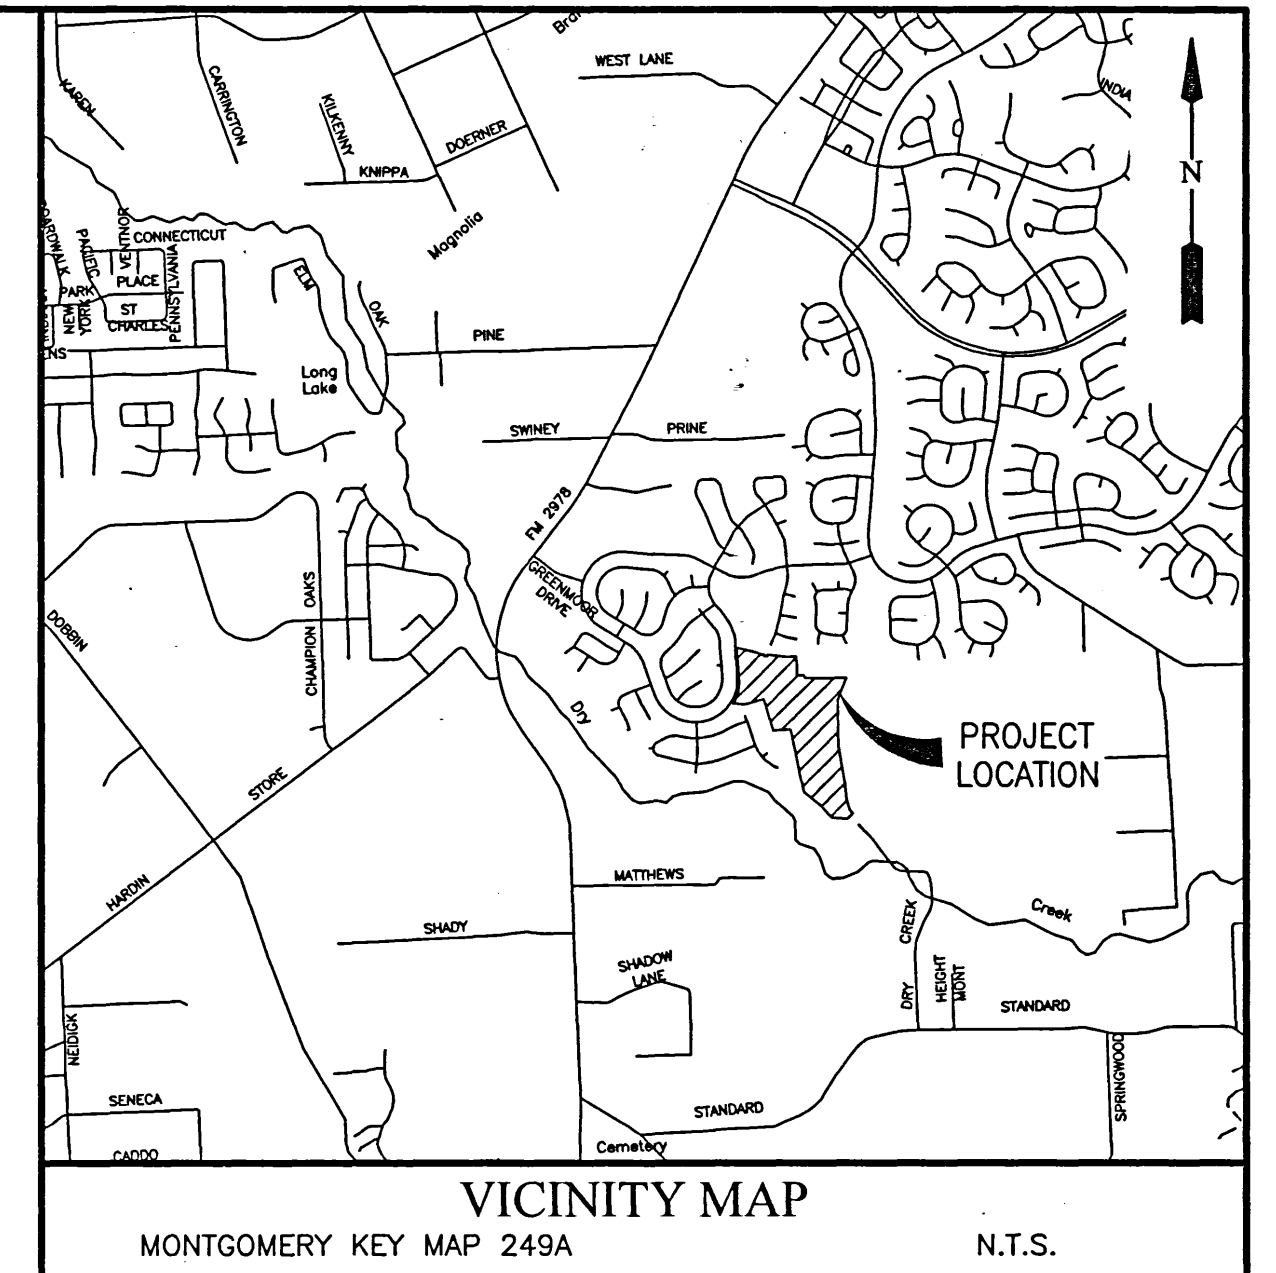 WEST LANE
KAREN
CARRINGTON
KILKENNY
KNIPPA
DOERNER
INDIA
N
Magnolia
PACIFIC
VENTNOR
CONNECTICUT
PENNSYLVANIA
PLACE
PARK
NEW
YORK
ST
CHARLES
ELM
OAK
PINE
Long
Lake
SWINEY
PRINE
FM 2978
GREENMOOR
DRIVE
CHAMPION OAKS
DOBBIN
Dry
PROJECT
LOCATION
STORE
HARDIN
MATTHEWS
SHADY
SHADOW
LANE
DRY CREEK
Creek
HEIGHT
MONT
STANDARD
NEIDIGK
SENECA
CADDO
STANDARD
SPRINGWOOD
Cemetery
VICINITY MAP
MONTGOMERY KEY MAP 249A
N.T.S.